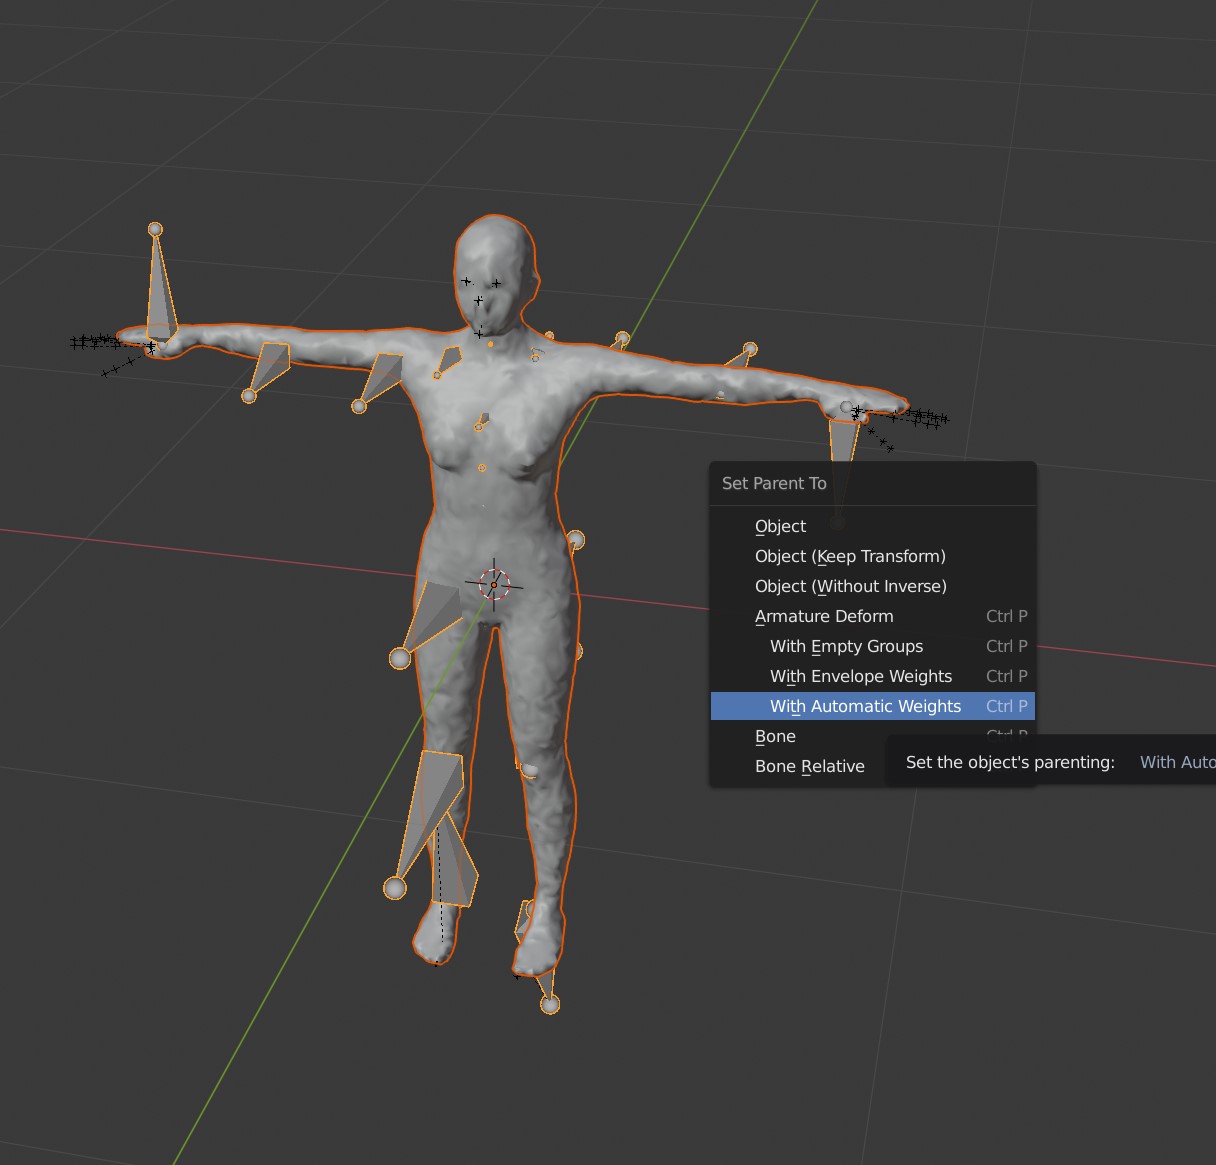 Set Parent To
Object
Object (Keep Transform)
Object (Without Inverse)
Armature Deform Ctrl P
With Empty Groups Ctrl P
With Envelope Weights Ctrl P
With Automatic Weights Ctrl P
Bone Ctrl P
Bone Relative
Set the object's parenting: With Auto